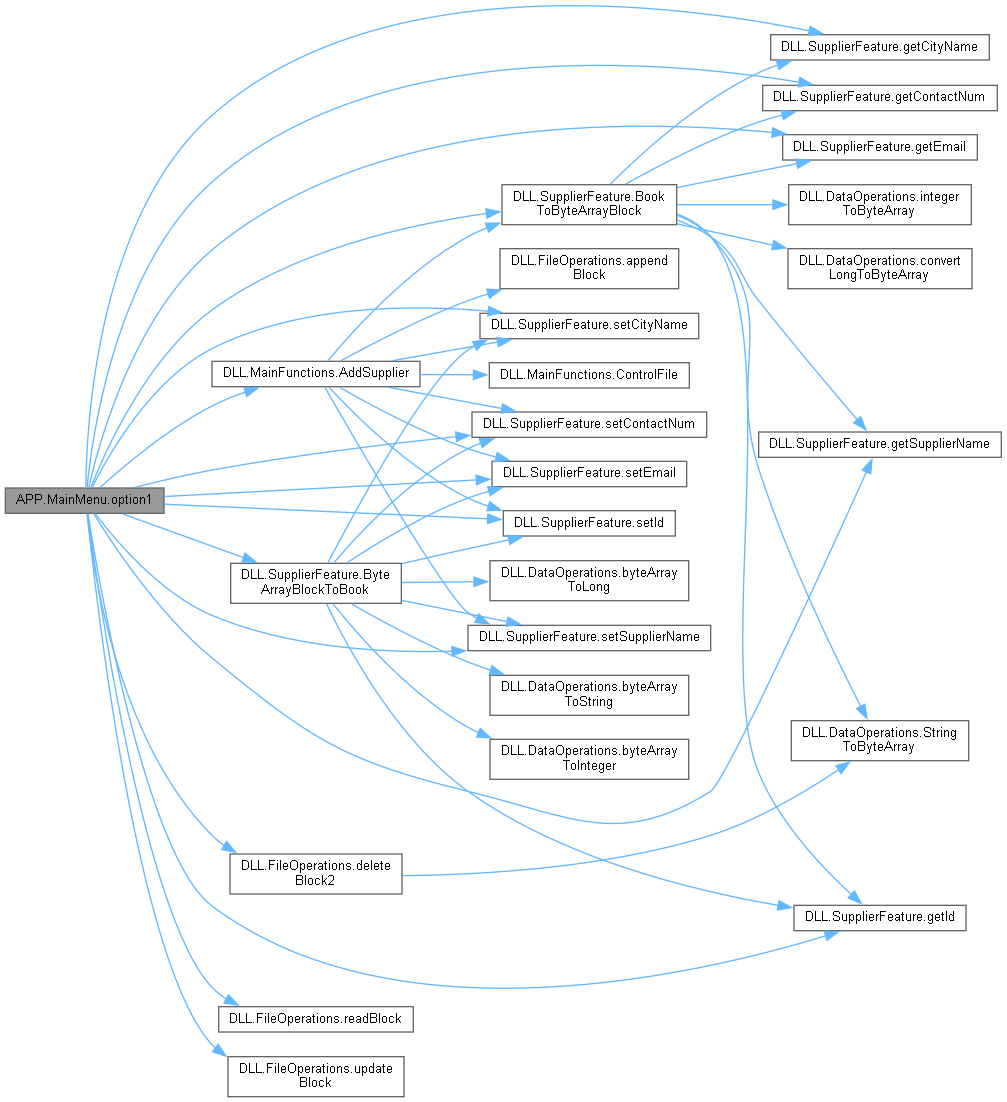 DLL.SupplierFeature.getCityName
DLL.SupplierFeature.getContactNum
DLL.SupplierFeature.getEmail
DLL.SupplierFeature.Book
ToByteArrayBlock
DLL.DataOperations.integer
ToByteArray
DLL.FileOperations.append
Block
DLL.DataOperations.convert
LongToByteArray
DLL.SupplierFeature.setCityName
DLL.MainFunctions.AddSupplier
DLL.MainFunctions.ControlFile
DLL.SupplierFeature.setContactNum
DLL.SupplierFeature.getSupplierName
DLL.SupplierFeature.setEmail
APP.MainMenu.option1
DLL.SupplierFeature.setId
DLL.SupplierFeature.Byte
ArrayBlockToBook
DLL.DataOperations.byteArray
ToLong
DLL.SupplierFeature.setSupplierName
DLL.DataOperations.byteArray
ToString
DLL.DataOperations.String
ToByteArray
DLL.DataOperations.byteArray
ToInteger
DLL.FileOperations.delete
Block2
DLL.SupplierFeature.getId
DLL.FileOperations.readBlock
DLL.FileOperations.update
Block